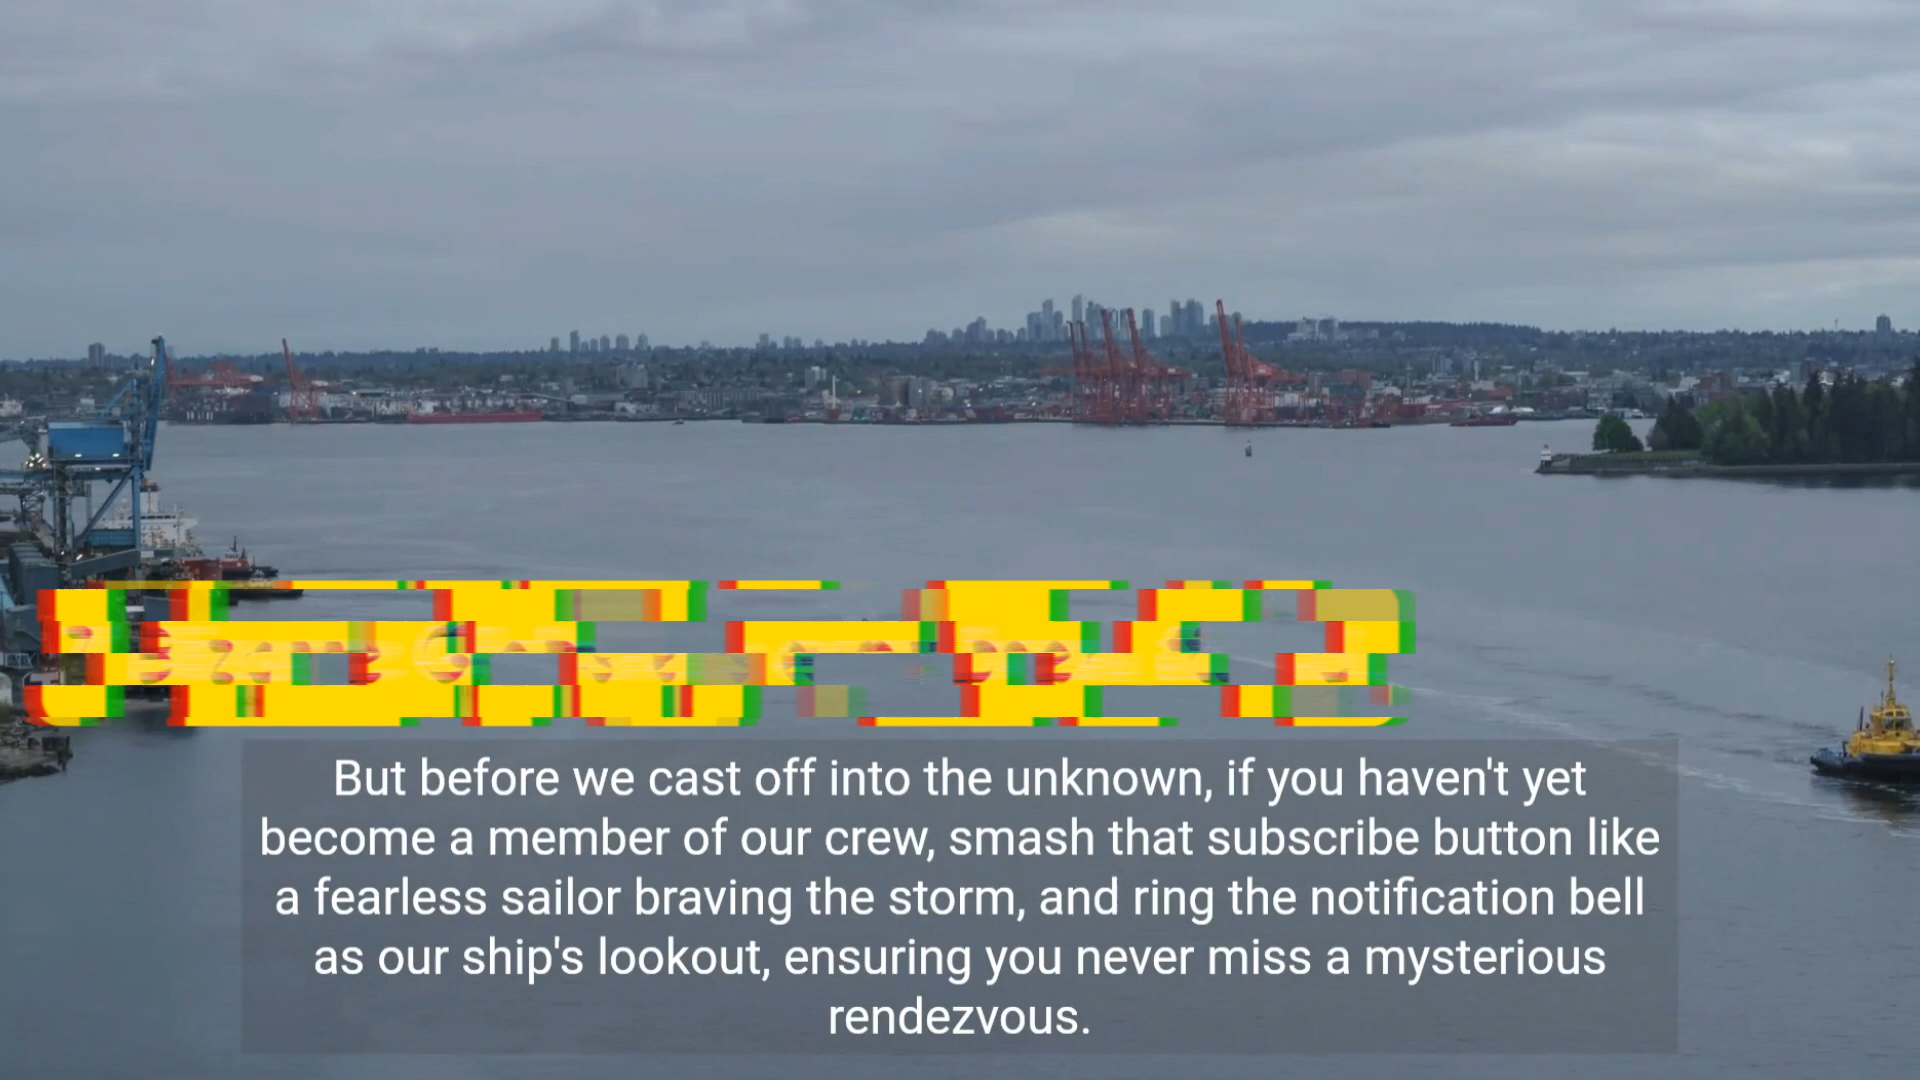 But before we cast off into the unknown, if you haven't yet
become a member of our crew, smash that subscribe button like
a fearless sailor braving the storm, and ring the notification bell
as our ship's lookout, ensuring you never miss a mysterious
rendezvous.